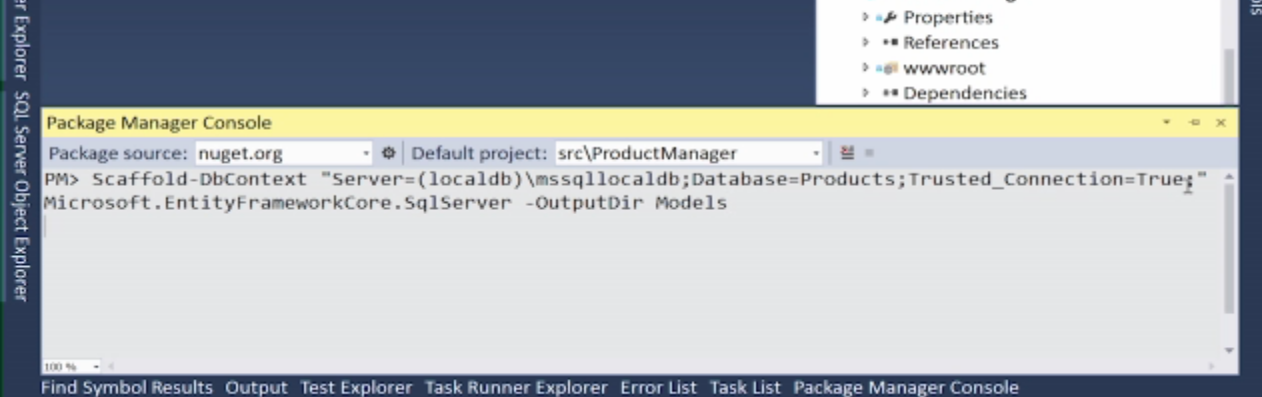 Properties
References
wwwroot
Dependencies
SQL Server Object Explorer
Package Manager Console
Package source: nuget.org Default project: src\ProductManager
PM> Scaffold-DbContext "Server=(localdb)\mssqllocaldb;Database=Products;Trusted_Connection=True;"
Microsoft.EntityFrameworkCore.SqlServer -OutputDir Models
100 %
Find Symbol Results Output Test Explorer Task Runner Explorer Error List Task List Package Manager Console